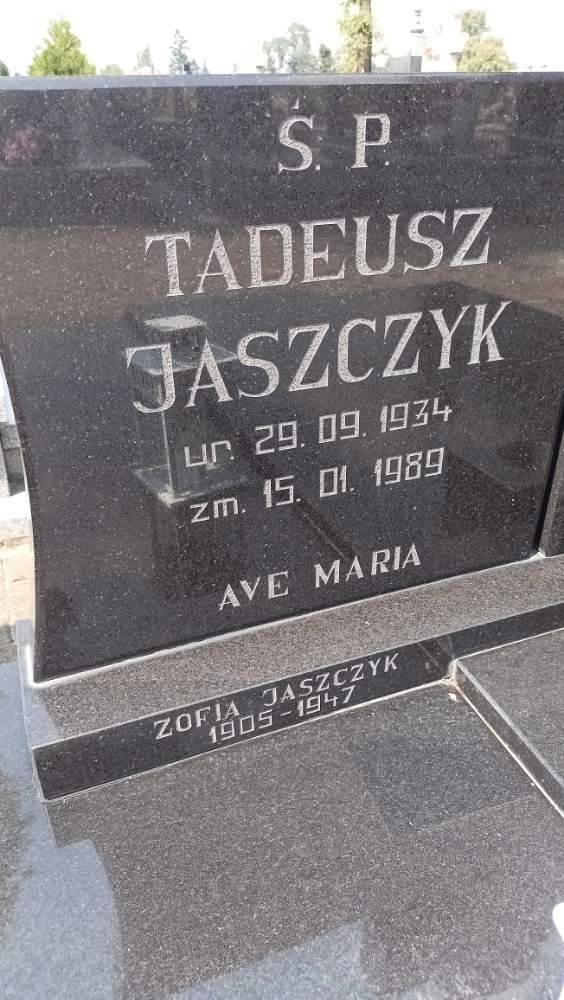 Ś. P.
TADEUSZ
JASZCZYK
ur. 29. 09. 1934
zm. 15. 01. 1989
AVE MARIA
ZOFIA JASZCZYK
1905-1947